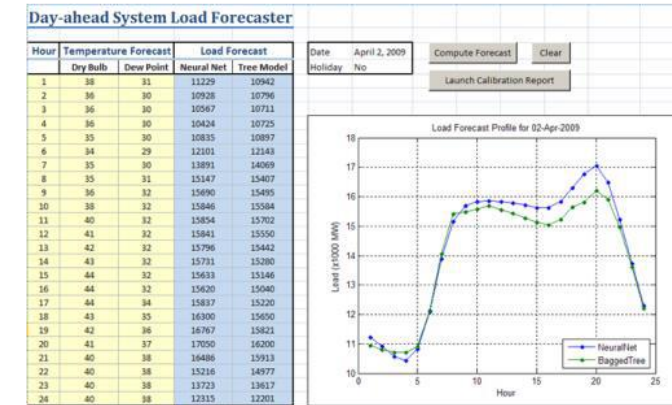 Day-ahead System Load Forecaster
Hour Temperature Forecast Load Forecast
Dry Bulb Dew Point Neural Net Tree Model
1 38 31 11229 10942
2 36 30 10928 10796
3 36 30 10567 10711
4 36 30 10424 10725
5 35 30 10835 10897
6 34 29 12101 12143
7 35 30 13891 14069
8 35 31 15147 15407
9 36 32 15690 15495
10 38 32 15846 15584
11 40 32 15854 15702
12 41 32 15841 15550
13 42 32 15796 15442
14 43 32 15731 15280
15 44 32 15633 15146
16 44 32 15620 15040
17 44 34 15837 15220
18 43 35 16300 15650
19 42 36 16767 15821
20 41 37 17050 16200
21 40 38 16486 15913
22 40 38 15216 14977
23 40 38 13723 13617
24 40 38 12315 12201
Date April 2, 2009
Holiday No
Compute Forecast Clear
Launch Calibration Report
Load Forecast Profile for 02-Apr-2009
18
17
16
15
14
13
12
11
10
Load (x1000 MW)
0 5 10 15 20 25
Hour
NeuralNet
BaggedTree